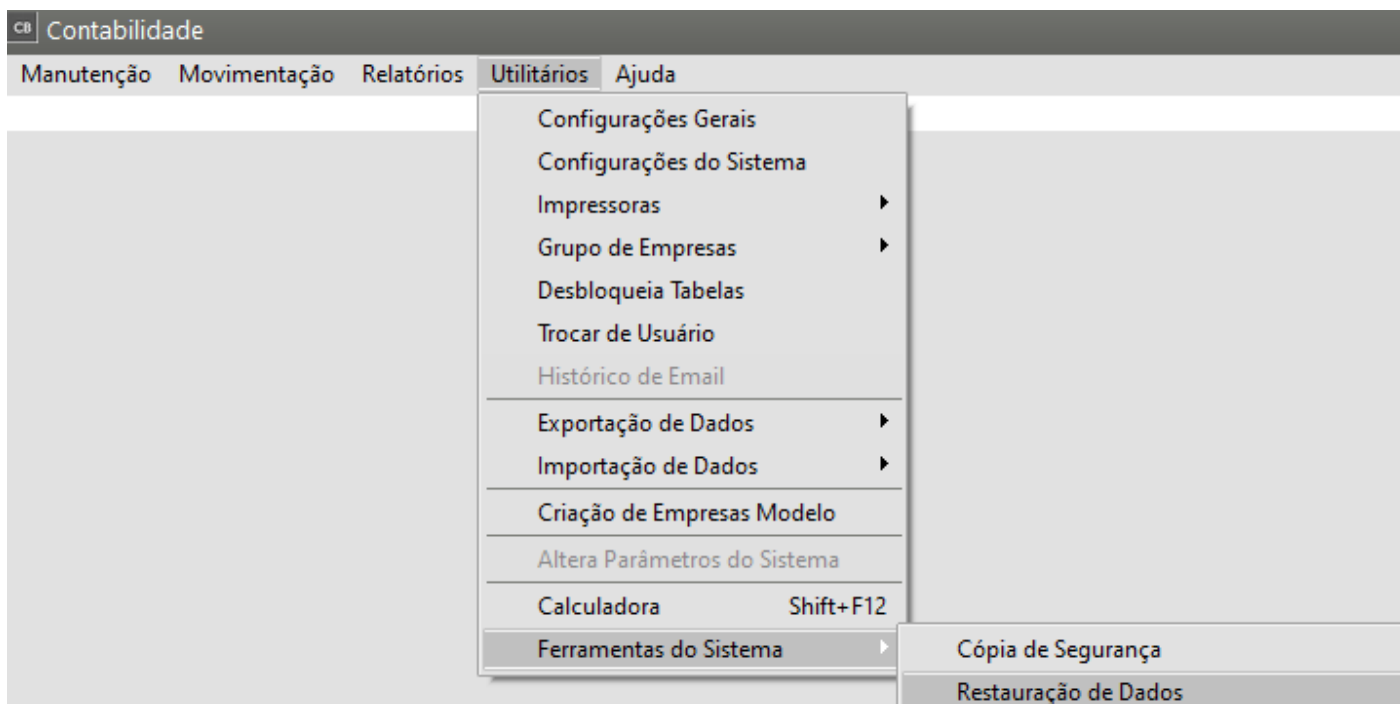 CB Contabilidade
Manutenção Movimentação Relatórios Utilitários Ajuda
Configurações Gerais
Configurações do Sistema
Impressoras
Grupo de Empresas
Desbloqueia Tabelas
Trocar de Usuário
Histórico de Email
Exportação de Dados
Importação de Dados
Criação de Empresas Modelo
Altera Parâmetros do Sistema
Calculadora Shift+F12
Ferramentas do Sistema
Cópia de Segurança
Restauração de Dados